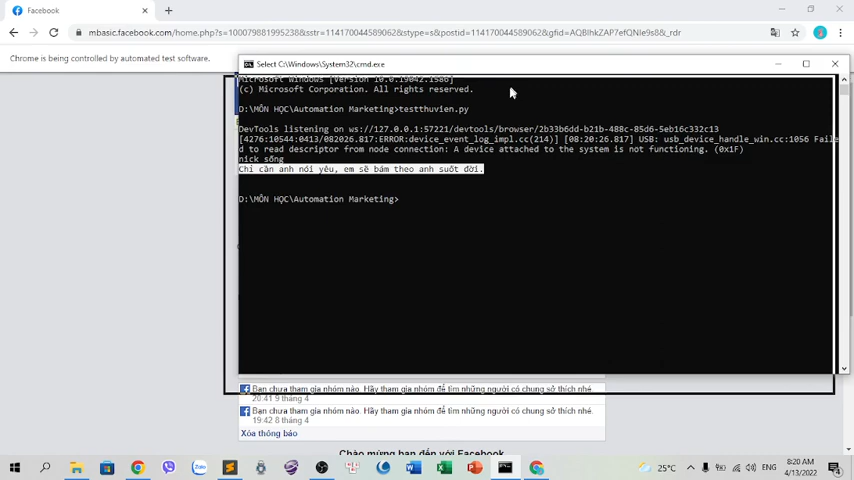 Facebook
mbasic.facebook.com/home.php?s=100079881995238&sstr=114170044589062&stype=s&postid=114170044589062&gfid=AQBIhkZAP7efQNIe9s8&_rdr
Chrome is being controlled by automated test software.
Select C:\Windows\System32\cmd.exe
Microsoft Windows [Version 10.0.19042.1586]
(c) Microsoft Corporation. All rights reserved.
D:\MÔN HỌC\Automation Marketing>testthuvien.py
DevTools listening on ws://127.0.0.1:57221/devtools/browser/2b33b6dd-b21b-488c-85d6-5eb16c332c13
[4276:10544:0413/082026.817:ERROR:device_event_log_impl.cc(214)] [08:20:26.817] USB: usb_device_handle_win.cc:1056 Faile
d to read descriptor from node connection: A device attached to the system is not functioning. (0x1F)
nick sống
Chỉ cần anh nói yêu, em sẽ bám theo anh suốt đời.
D:\MÔN HỌC\Automation Marketing>
Bạn chưa tham gia nhóm nào. Hãy tham gia nhóm để tìm những người có chung sở thích nhé.
20:41 9 tháng 4
Bạn chưa tham gia nhóm nào. Hãy tham gia nhóm để tìm những người có chung sở thích nhé.
19:42 8 tháng 4
Xóa thông báo
Chào mừng bạn đến với Facebook
Zalo
25°C
ENG
8:20 AM
4/13/2022
4